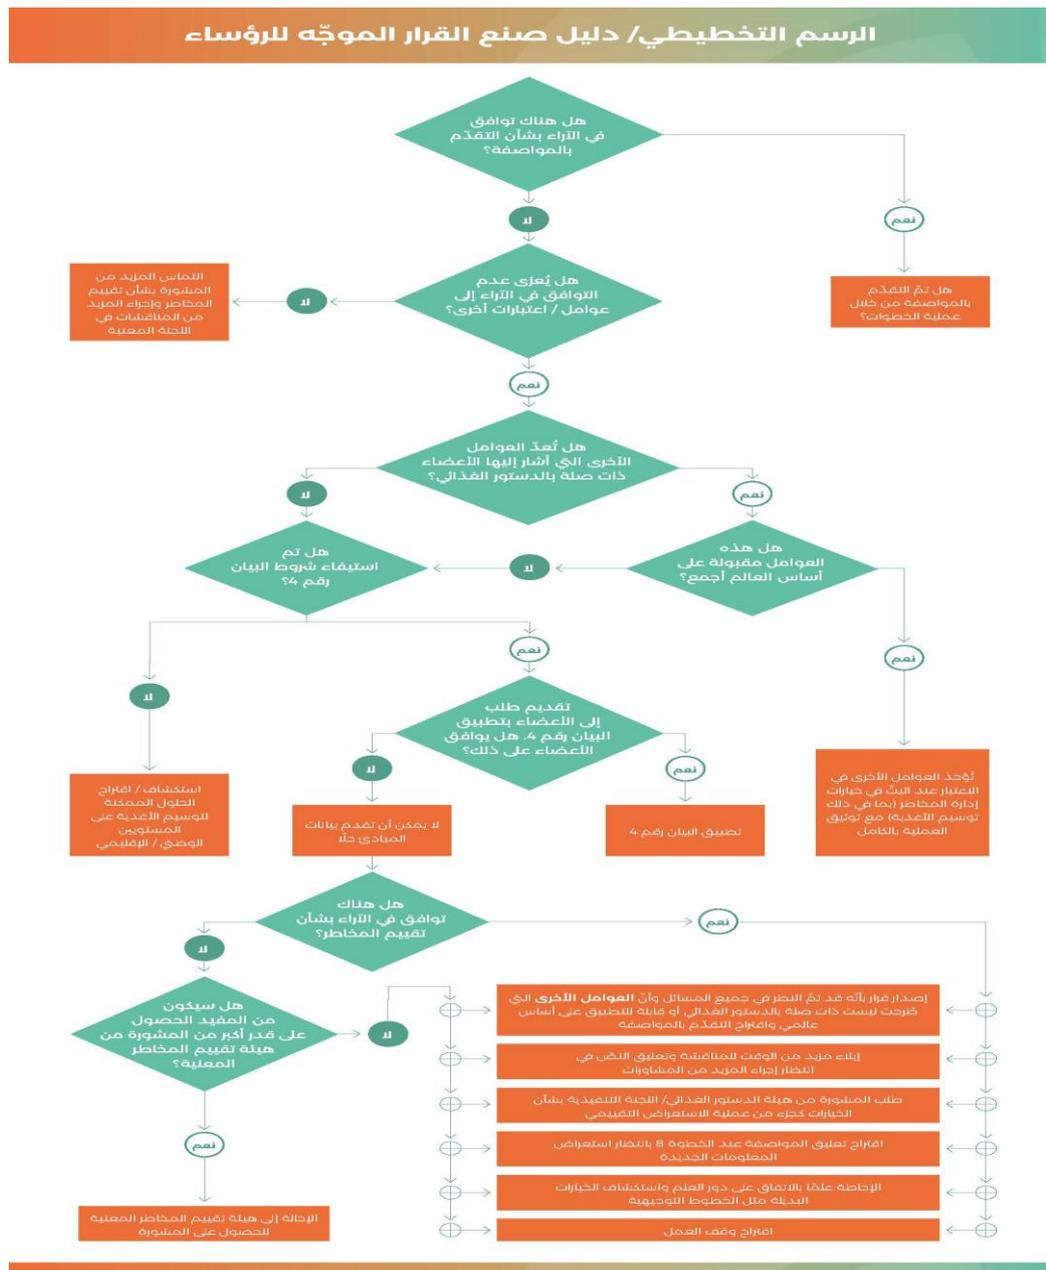 الرسم التخطيطي/ دليل صنع القرار الموجّه للرؤساء
هل هناك توافق
في الآراء بشأن التقدّم
بالمواصفة؟
لا
نعم
هل يُعزى عدم
التوافق في الآراء إلى
عوامل / اعتبارات أخرى؟
لا
التماس المزيد من
المشورة بشأن تقييم
المخاطر وإجراء المزيد
من المناقشات في
اللجنة المعنية
هل تمّ التقدّم
بالمواصفة من خلال
عملية الخطوات؟
نعم
هل تُعدّ العوامل
الأخرى التي أشار إليها الأعضاء
ذات صلة بالدستور الغذائي؟
نعم
لا
هل هذه
العوامل مقبولة على
أساس العالم أجمع؟
لا
هل تم
استيفاء شروط البيان
رقم 4؟
نعم
نعم
لا
تقديم طلب
إلى الأعضاء بتطبيق
البيان رقم 4. هل يوافق
الأعضاء على ذلك؟
نعم
لا
تُؤخذ العوامل الأخرى في
الاعتبار عند البتّ في خيارات
إدارة المخاطر (بما في ذلك
توسيم الأغذية) مع توثيق
العملية بالكامل
تطبيق البيان رقم 4
لا يمكن أن تقدم بيانات
المبادئ حلًا
استكشاف / اقتراح
الحلول الممكنة
لتوسيم الأغذية على
المستويين
الوطني / الإقليمي
هل هناك
توافق في الآراء بشأن
تقييم المخاطر؟
نعم
لا
هل سيكون
من المفيد الحصول
على قدر أكبر من المشورة من
هيئة تقييم المخاطر
المعنية؟
لا
نعم
الإحالة إلى هيئة تقييم المخاطر المعنية
للحصول على المشورة
إصدار قرار بأنّه قد تمّ النظر في جميع المسائل وأنّ العوامل الأخرى التي
طُرحت ليست ذات صلة بالدستور الغذائي أو قابلة للتطبيق على أساس
عالمي واقتراح التقدّم بالمواصفة
إيلاء مزيد من الوقت للمناقشة وتعليق النصّ في
انتظار إجراء المزيد من المشاورات
طلب المشورة من هيئة الدستور الغذائي/ اللجنة التنفيذية بشأن
الخيارات كجزء من عملية الاستعراض التقييمي
اقتراح تعليق المواصفة عند الخطوة 8 بانتظار استعراض
المعلومات الجديدة
الإحاطة علمًا بالاتفاق على دور العلم واستكشاف الخيارات
البديلة مثل الخطوط التوجيهية
اقتراح وقف العمل